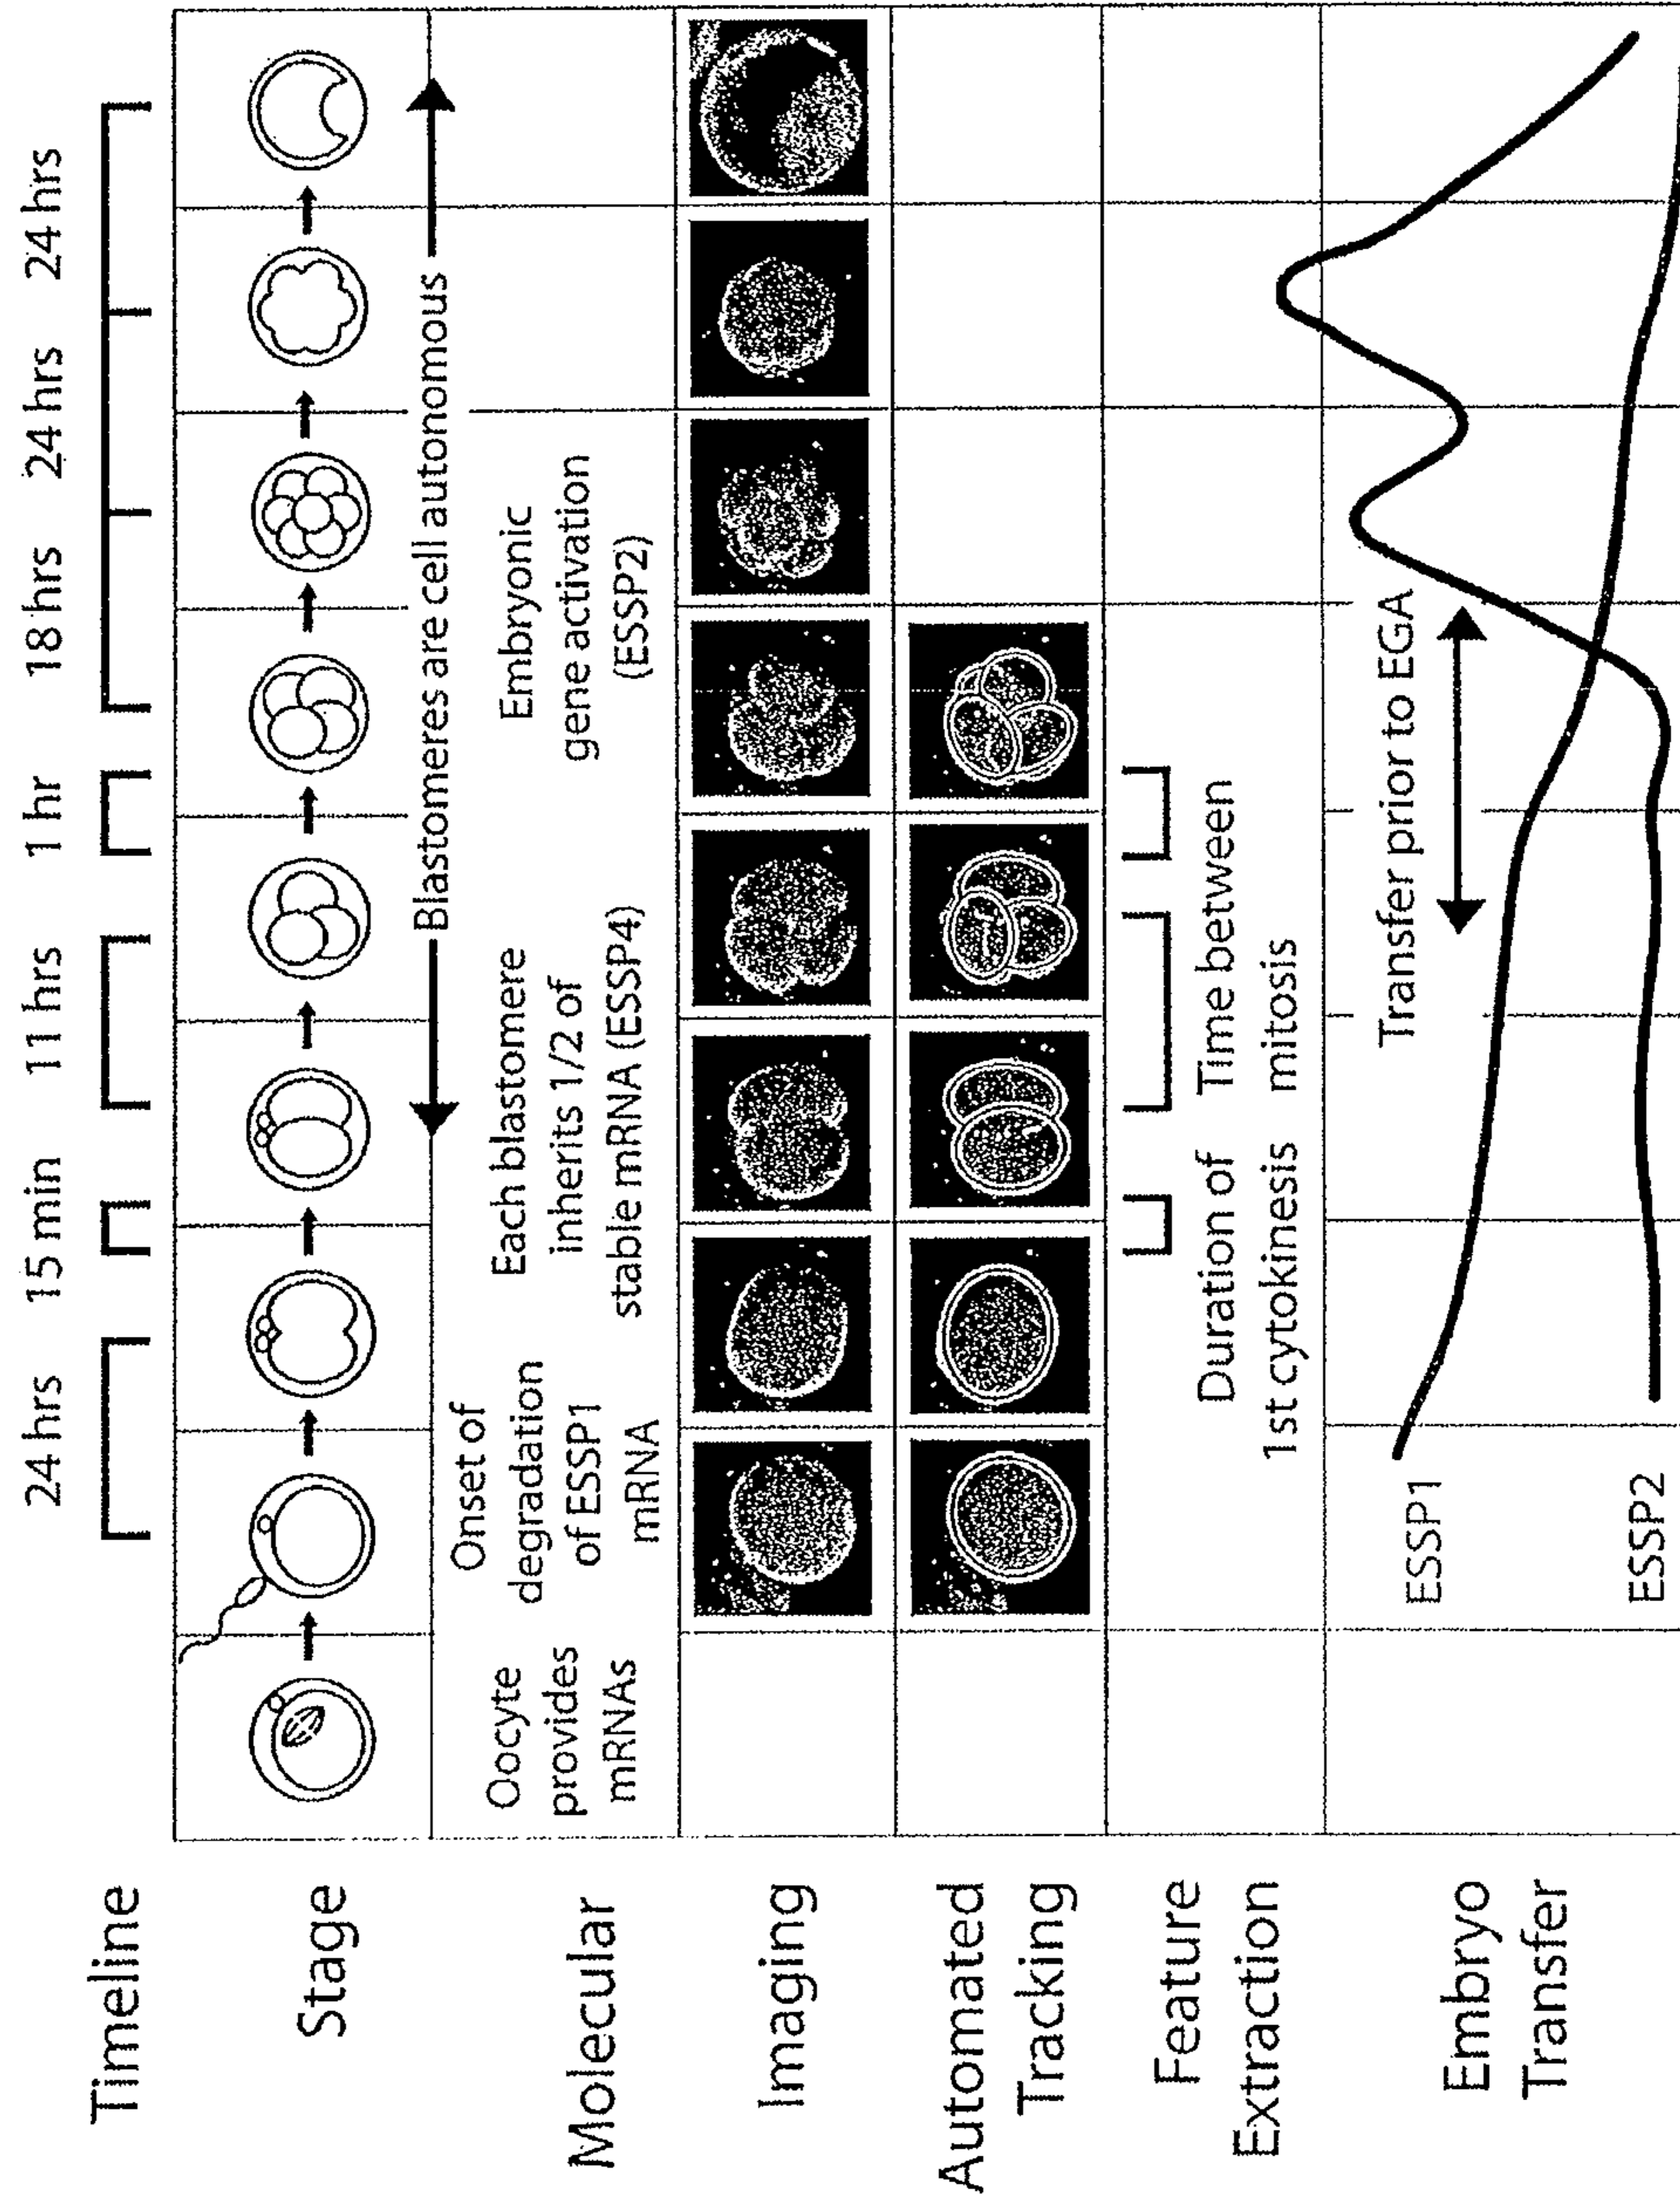 Timeline
24 hrs 15 min 11 hrs 1 hr 18 hrs 24 hrs 24 hrs
Stage
Blastomeres are cell autonomous
Molecular
Oocyte
provides
mRNAs
Onset of
degradation
of ESSP1
mRNA
Each blastomere
inherits 1/2 of
stable mRNA (ESSP4)
Embryonic
gene activation
(ESSP2)
Imaging
Automated
Tracking
Feature
Extraction
Duration of
1st cytokinesis
Time between
mitosis
Embryo
Transfer
Transfer prior to EGA
ESSP1
ESSP2